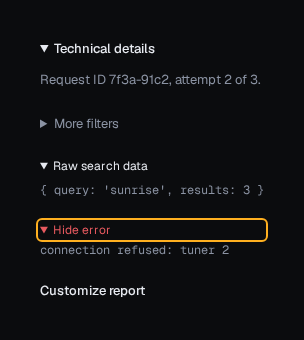 Technical details
Request ID 7f3a-91c2, attempt 2 of 3.
More filters
Raw search data
{ query: 'sunrise', results: 3 }
Hide error
connection refused: tuner 2
Customize report